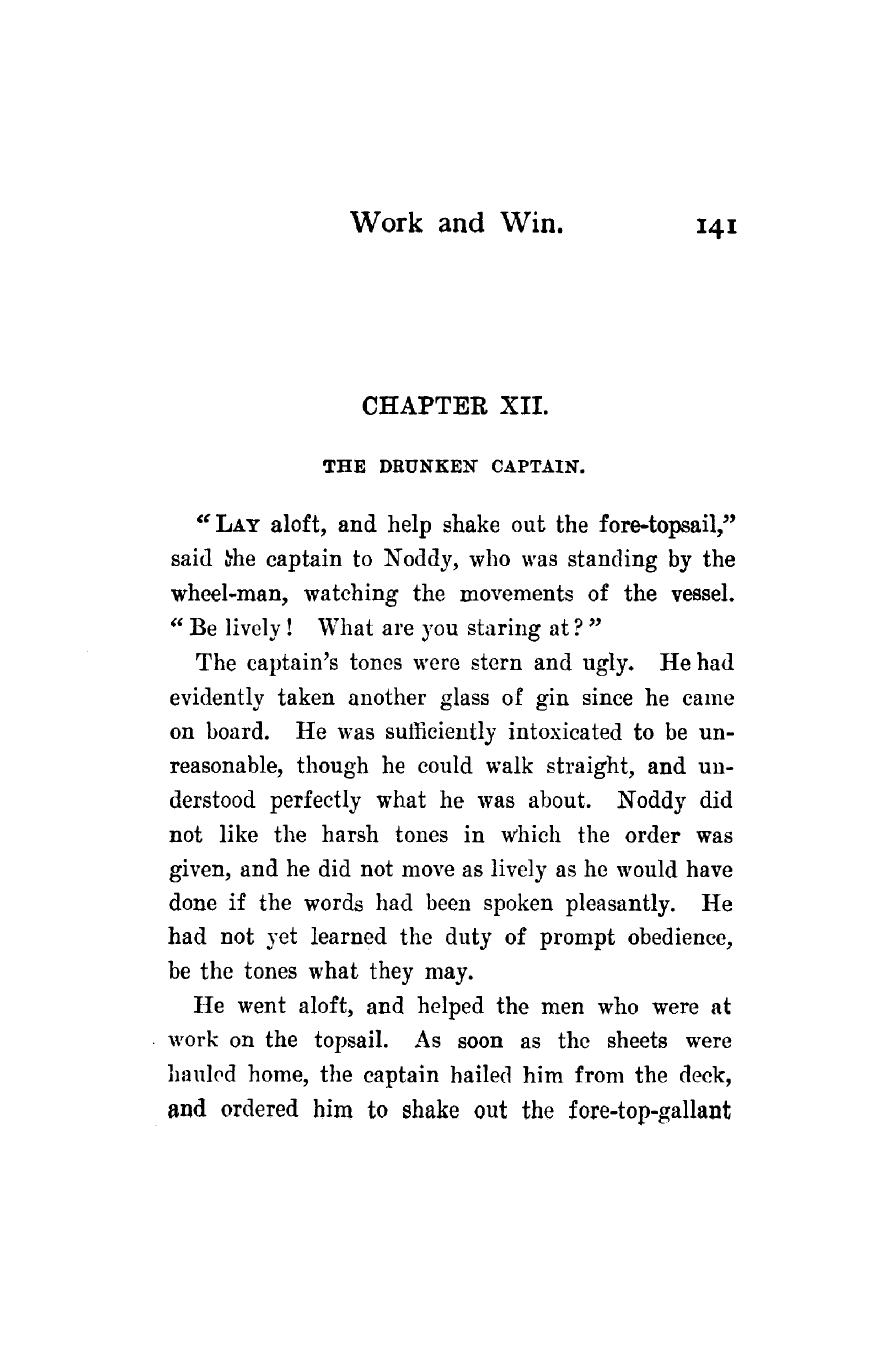 Work and Win. 141
CHAPTER XII.
THE DRUNKEN CAPTAIN.
“LAY aloft, and help shake out the fore-topsail,”
said the captain to Noddy, who was standing by the
wheel-man, watching the movements of the vessel.
“Be lively! What are you staring at?”
The captain’s tones were stern and ugly. He had
evidently taken another glass of gin since he came
on board. He was sufficiently intoxicated to be un-
reasonable, though he could walk straight, and un-
derstood perfectly what he was about. Noddy did
not like the harsh tones in which the order was
given, and he did not move as lively as he would have
done if the words had been spoken pleasantly. He
had not yet learned the duty of prompt obedience,
be the tones what they may.
He went aloft, and helped the men who were at
work on the topsail. As soon as the sheets were
hauled home, the captain hailed him from the deck,
and ordered him to shake out the fore-top-gallant